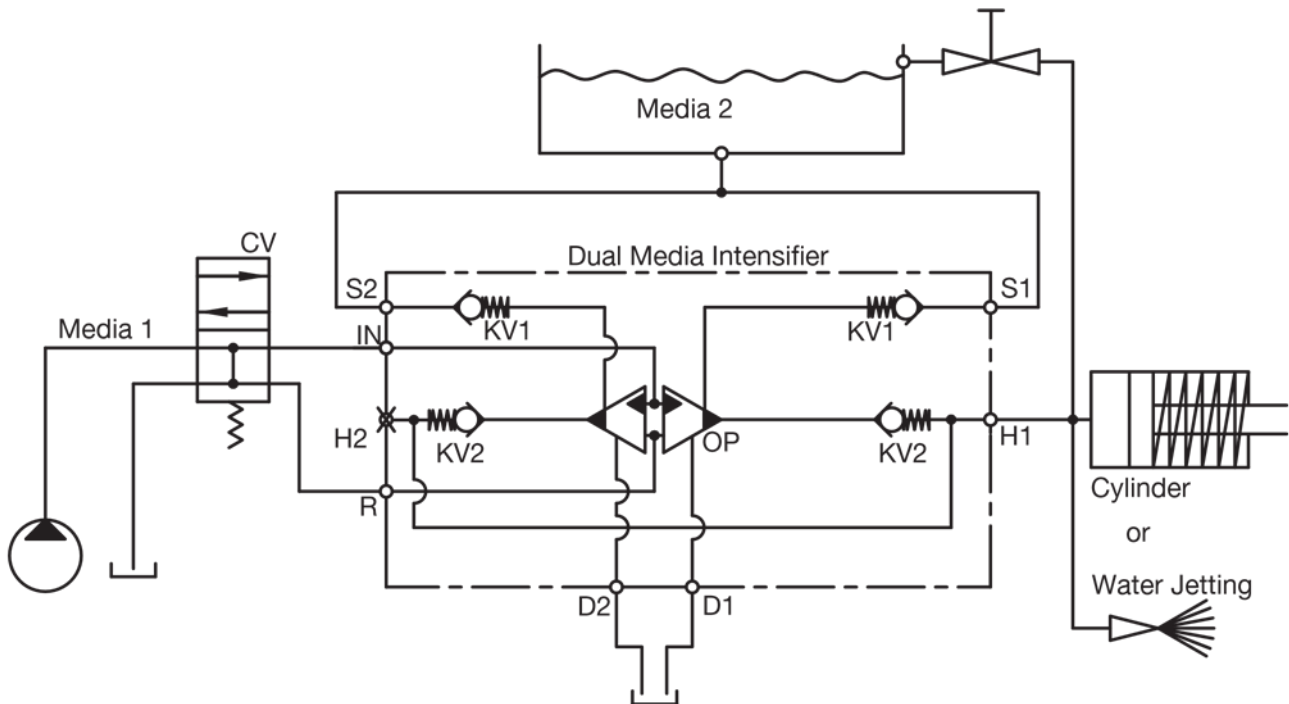 Media 2
CV
Dual Media Intensifier
S2
S1
Media 1
IN
KV1
KV1
H2
KV2
OP
KV2
H1
R
Cylinder
or
Water Jetting
D2
D1